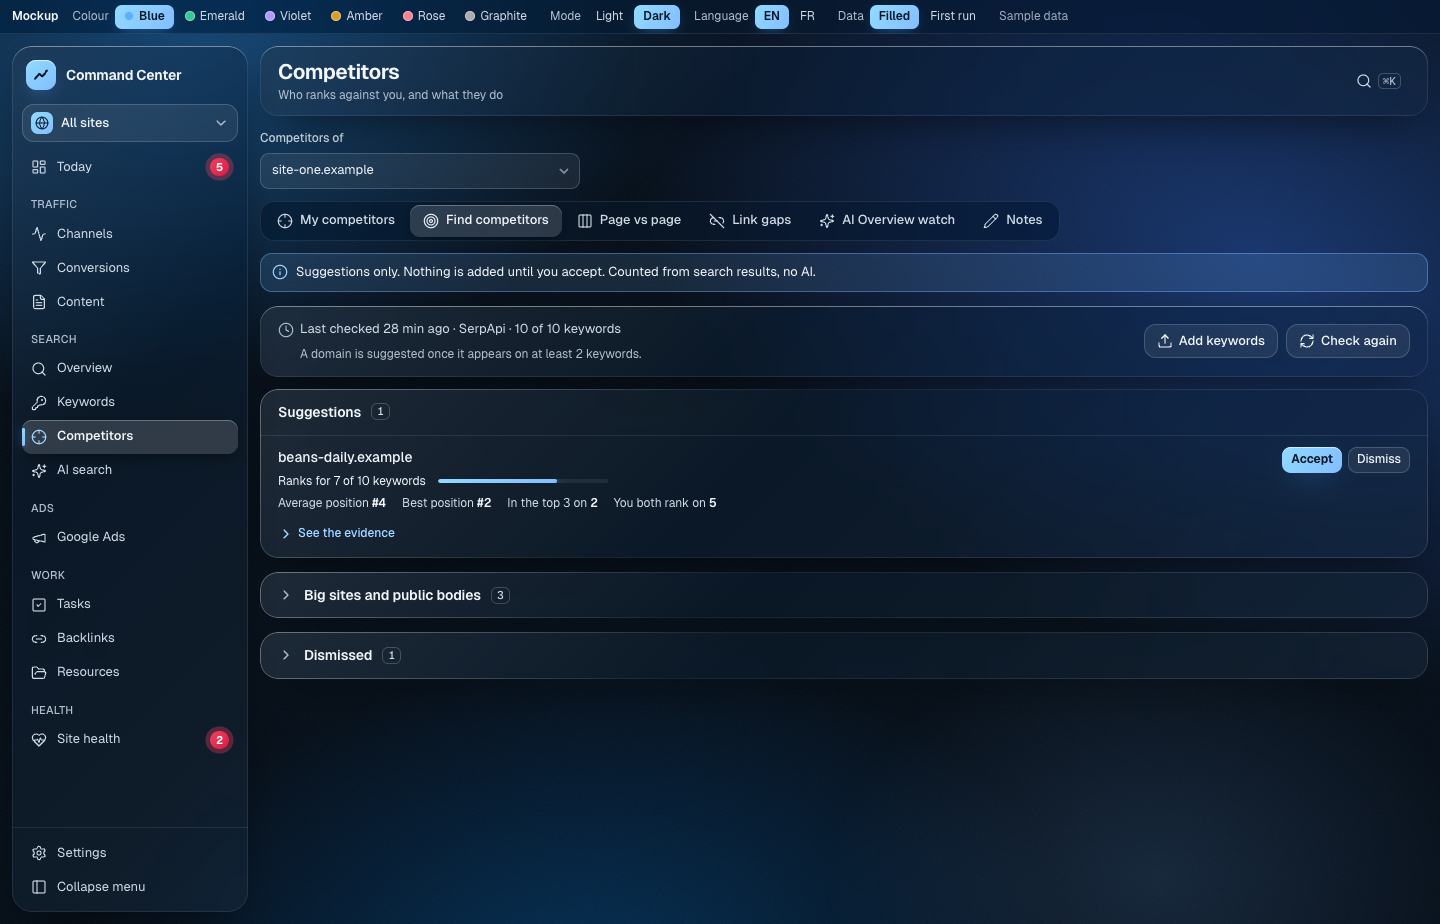 Mockup Colour Blue Emerald Violet Amber Rose Graphite Mode Light Dark Language EN FR Data Filled First run Sample data
Command Center
All sites
Today 5
TRAFFIC
Channels
Conversions
Content
SEARCH
Overview
Keywords
Competitors
AI search
ADS
Google Ads
WORK
Tasks
Backlinks
Resources
HEALTH
Site health 2
Settings
Collapse menu
Competitors
Who ranks against you, and what they do
⌘K
Competitors of
site-one.example
My competitors Find competitors Page vs page Link gaps AI Overview watch Notes
Suggestions only. Nothing is added until you accept. Counted from search results, no AI.
Last checked 28 min ago · SerpApi · 10 of 10 keywords
A domain is suggested once it appears on at least 2 keywords.
Add keywords Check again
Suggestions 1
beans-daily.example
Accept Dismiss
Ranks for 7 of 10 keywords
Average position #4 Best position #2 In the top 3 on 2 You both rank on 5
See the evidence
Big sites and public bodies 3
Dismissed 1